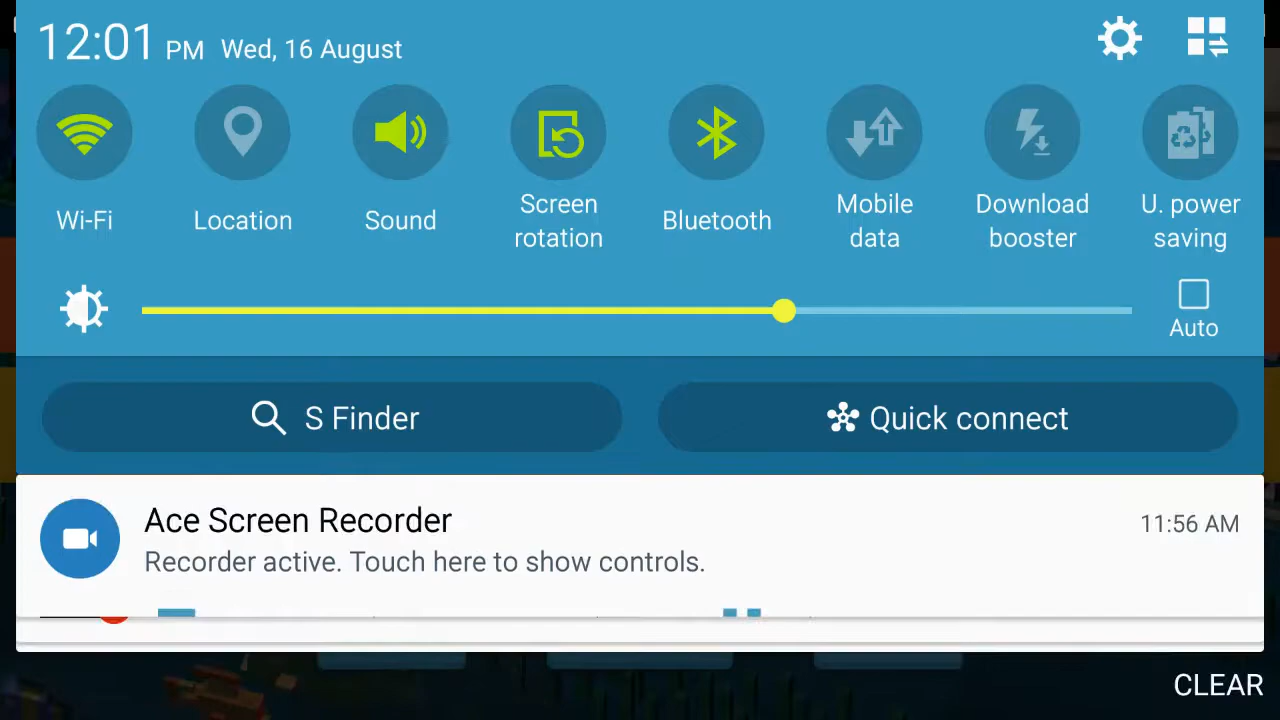 12:01 PM Wed, 16 August
Wi-Fi
Location
Sound
Screen
rotation
Bluetooth
Mobile
data
Download
booster
U. power
saving
Auto
S Finder
Quick connect
Ace Screen Recorder
11:56 AM
Recorder active. Touch here to show controls.
CLEAR